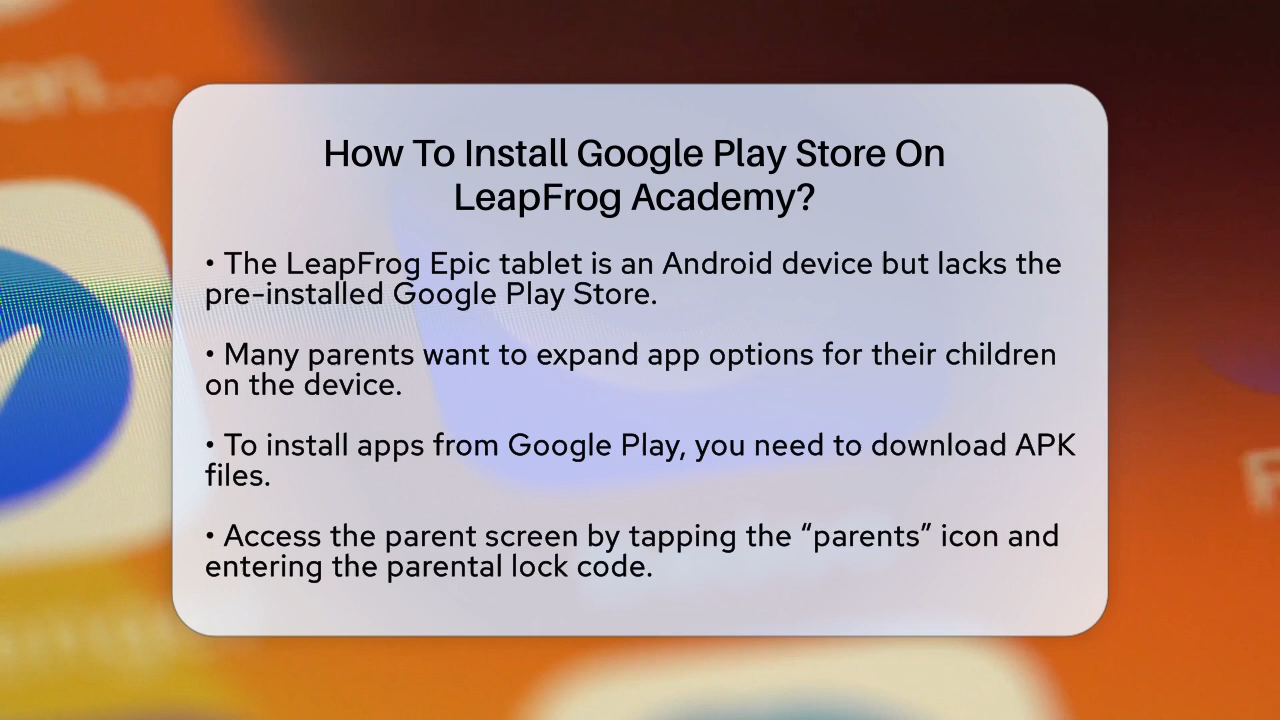 How To Install Google Play Store On
LeapFrog Academy?
• The LeapFrog Epic tablet is an Android device but lacks the
pre-installed Google Play Store.
• Many parents want to expand app options for their children
on the device.
• To install apps from Google Play, you need to download APK
files.
• Access the parent screen by tapping the “parents” icon and
entering the parental lock code.